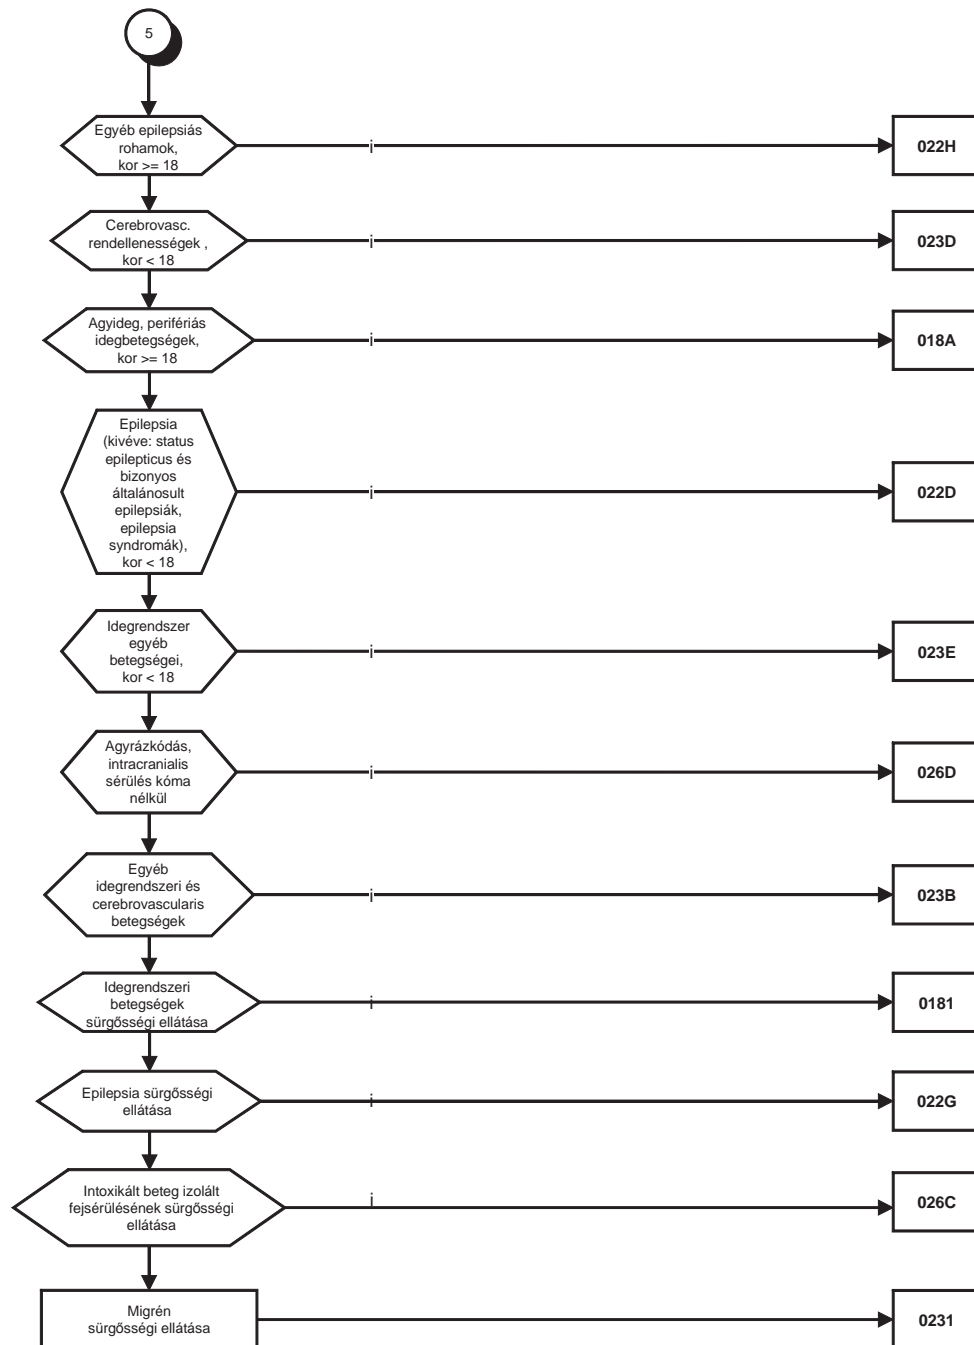 5
Egyéb epilepsiás
rohamok,
kor >= 18
i
022H
Cerebrovasc.
rendellenességek ,
kor < 18
i
023D
Agyideg, perifériás
idegbetegségek,
kor >= 18
i
018A
Epilepsia
(kivéve: status
epilepticus és
bizonyos
általánosult
epilepsiák,
epilepsia
syndromák),
kor < 18
i
022D
Idegrendszer
egyéb
betegségei,
kor < 18
i
023E
Agyrázkódás,
intracranialis
sérülés kóma
nélkül
i
026D
Egyéb
idegrendszeri és
cerebrovascularis
betegségek
i
023B
Idegrendszeri
betegségek
sürgősségi ellátása
i
0181
Epilepsia sürgősségi
ellátása
i
022G
Intoxikált beteg izolált
fejsérülésének sürgősségi
ellátása
i
026C
Migrén
sürgősségi ellátása
0231